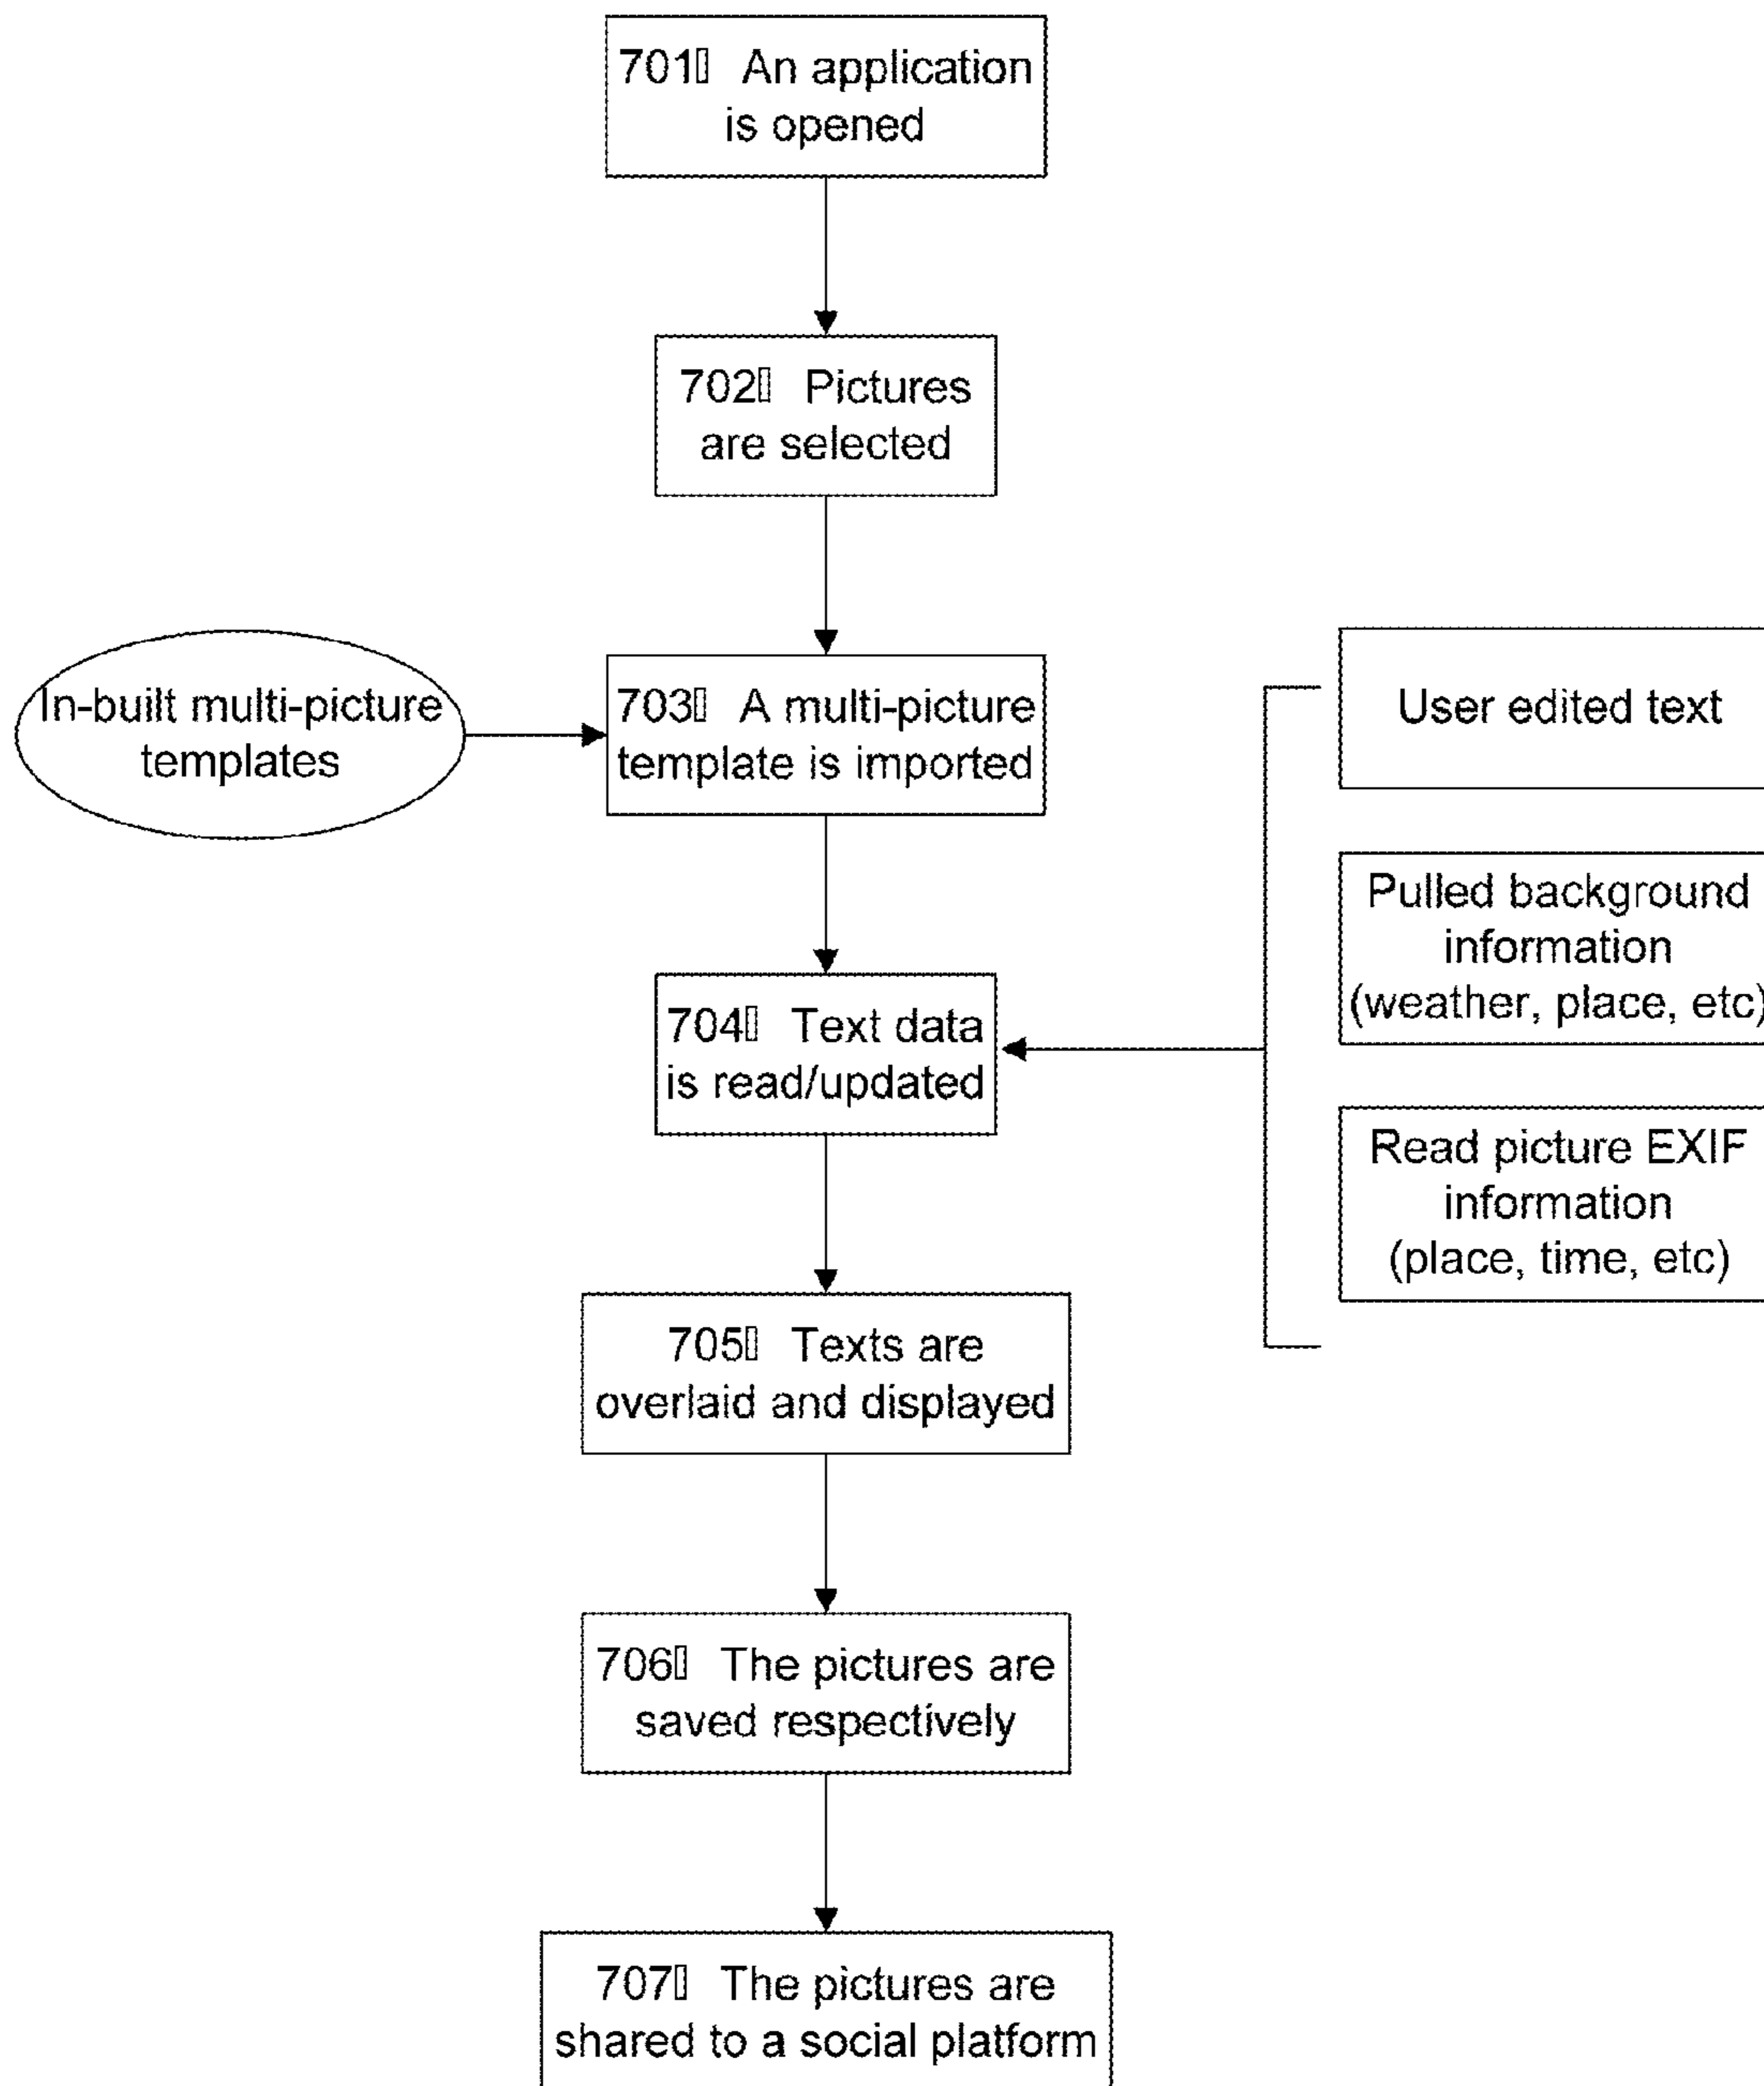 701▯ An application
is opened
702▯ Pictures
are selected
In-built multi-picture
templates
703▯ A multi-picture
template is imported
User edited text
Pulled background
information
(weather, place, etc)
704▯ Text data
is read/updated
Read picture EXIF
information
(place, time, etc)
705▯ Texts are
overlaid and displayed
706▯ The pictures are
saved respectively
707▯ The pictures are
shared to a social platform